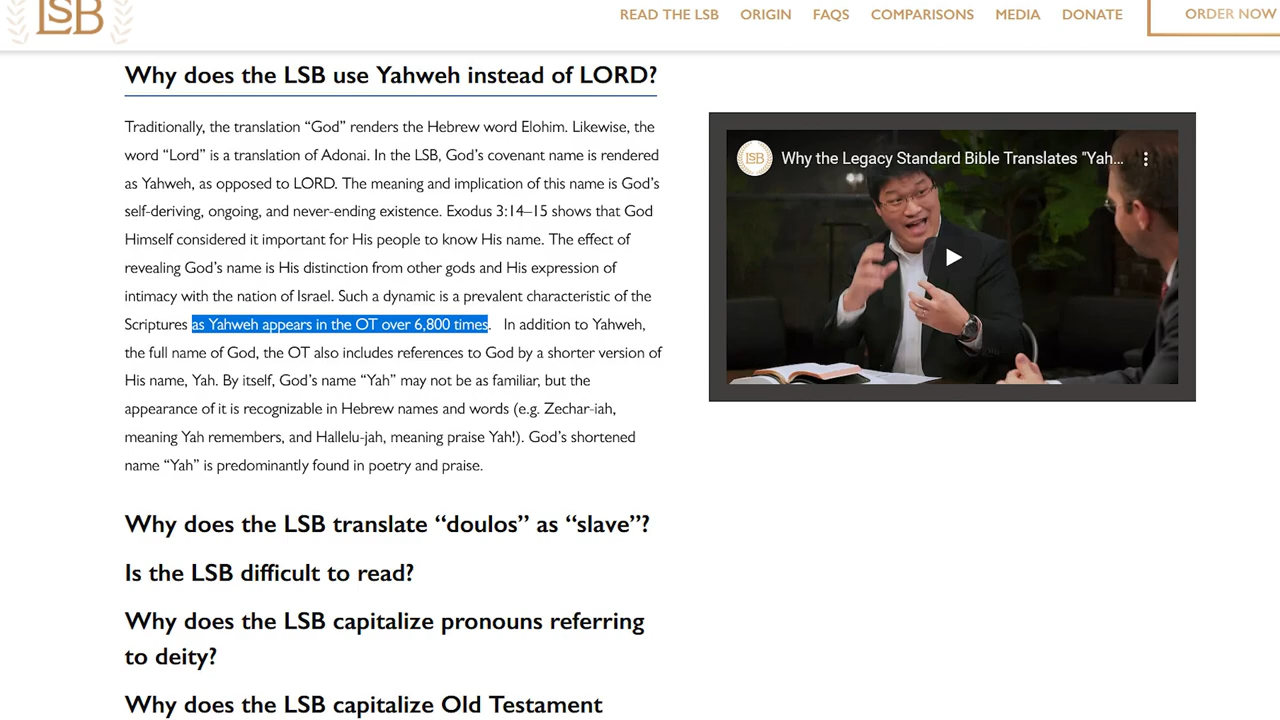 LSB
READ THE LSB ORIGIN FAQS COMPARISONS MEDIA DONATE ORDER NOW
Why does the LSB use Yahweh instead of LORD?
Traditionally, the translation “God” renders the Hebrew word Elohim. Likewise, the
word “Lord” is a translation of Adonai. In the LSB, God’s covenant name is rendered
as Yahweh, as opposed to LORD. The meaning and implication of this name is God’s
self-deriving, ongoing, and never-ending existence. Exodus 3:14–15 shows that God
Himself considered it important for His people to know His name. The effect of
revealing God’s name is His distinction from other gods and His expression of
intimacy with the nation of Israel. Such a dynamic is a prevalent characteristic of the
Scriptures as Yahweh appears in the OT over 6,800 times. In addition to Yahweh,
the full name of God, the OT also includes references to God by a shorter version of
His name, Yah. By itself, God’s name “Yah” may not be as familiar, but the
appearance of it is recognizable in Hebrew names and words (e.g. Zechar-iah,
meaning Yah remembers, and Hallelu-jah, meaning praise Yah!). God’s shortened
name “Yah” is predominantly found in poetry and praise.
LSB Why the Legacy Standard Bible Translates "Yah...
Why does the LSB translate “doulos” as “slave”?
Is the LSB difficult to read?
Why does the LSB capitalize pronouns referring
to deity?
Why does the LSB capitalize Old Testament